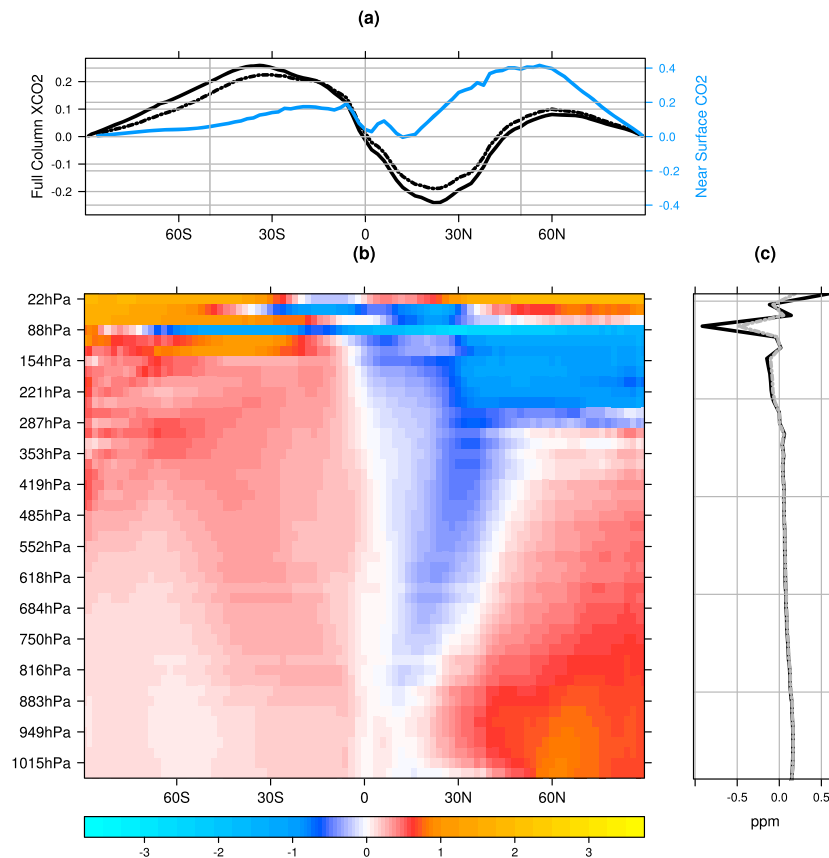 (a)
60S 30S 0 30N 60N
Full Column XCO2
0.2
0.1
0.0
-0.1
-0.2
0.4
0.2
0.0
-0.2
-0.4
Near Surface CO2
(b)
22hPa
88hPa
154hPa
221hPa
287hPa
353hPa
419hPa
485hPa
552hPa
618hPa
684hPa
750hPa
816hPa
883hPa
949hPa
1015hPa
60S 30S 0 30N 60N
-3 -2 -1 0 1 2 3
(c)
-0.5 0.0 0.5
ppm